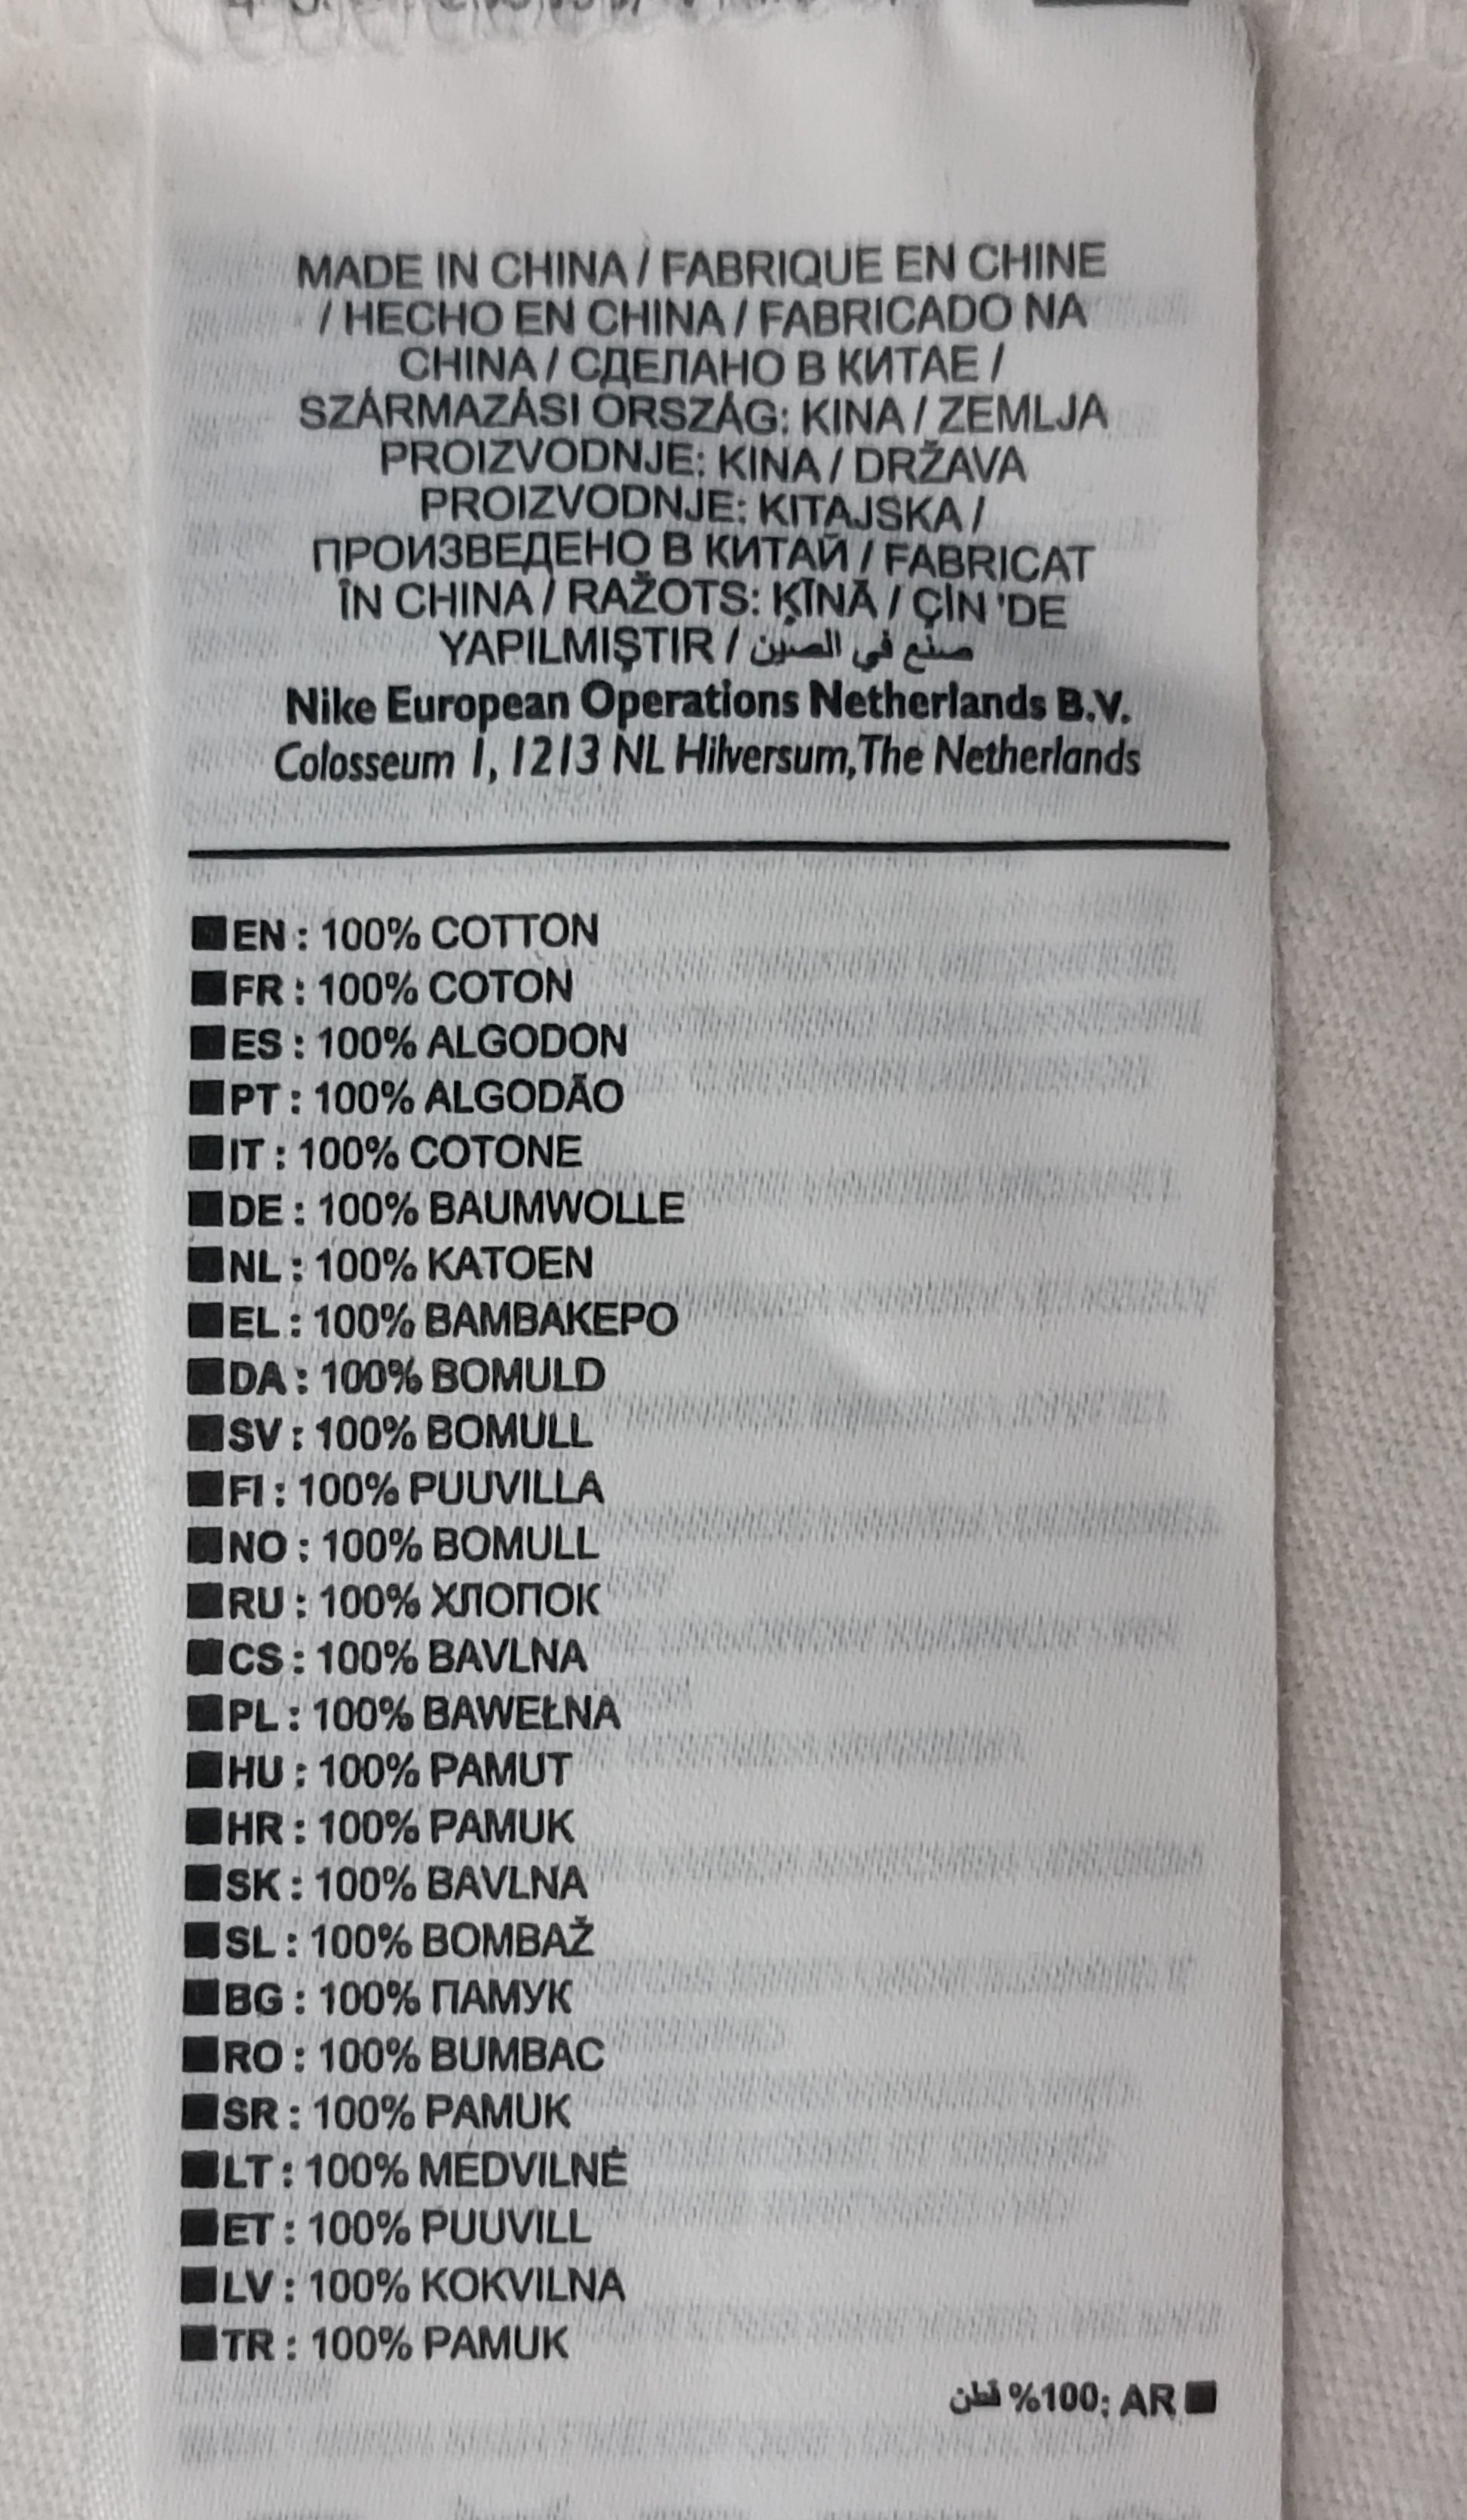 MADE IN CHINA / FABRIQUE EN CHINE
/ HECHO EN CHINA / FABRICADO NA
CHINA / СДЕЛАНО В КИТАЕ /
SZÁRMAZÁSI ORSZÁG: KINA / ZEMLJA
PROIZVODNJE: KINA / DRŽAVA
PROIZVODNJE: KITAJSKA /
ПРОИЗВЕДЕНО В КИТАЙ / FABRICAT
ÎN CHINA / RAŽOTS: ĶĪNĀ / ÇİN 'DE
YAPILMIŞTIR / صنع في الصين
Nike European Operations Netherlands B.V.
Colosseum 1, 1213 NL Hilversum,The Netherlands
■EN : 100% COTTON
■FR : 100% COTON
■ES : 100% ALGODON
■PT : 100% ALGODÃO
■IT : 100% COTONE
■DE : 100% BAUMWOLLE
■NL : 100% KATOEN
■EL : 100% ΒΑΜΒΑΚΕΡΟ
■DA : 100% BOMULD
■SV : 100% BOMULL
■FI : 100% PUUVILLA
■NO : 100% BOMULL
■RU : 100% ХЛОПОК
■CS : 100% BAVLNA
■PL : 100% BAWEŁNA
■HU : 100% PAMUT
■HR : 100% PAMUK
■SK : 100% BAVLNA
■SL : 100% BOMBAŽ
■BG : 100% ПАМУК
■RO : 100% BUMBAC
■SR : 100% PAMUK
■LT : 100% MEDVILNĖ
■ET : 100% PUUVILL
■LV : 100% KOKVILNA
■TR : 100% PAMUK
■AR :100% قطن